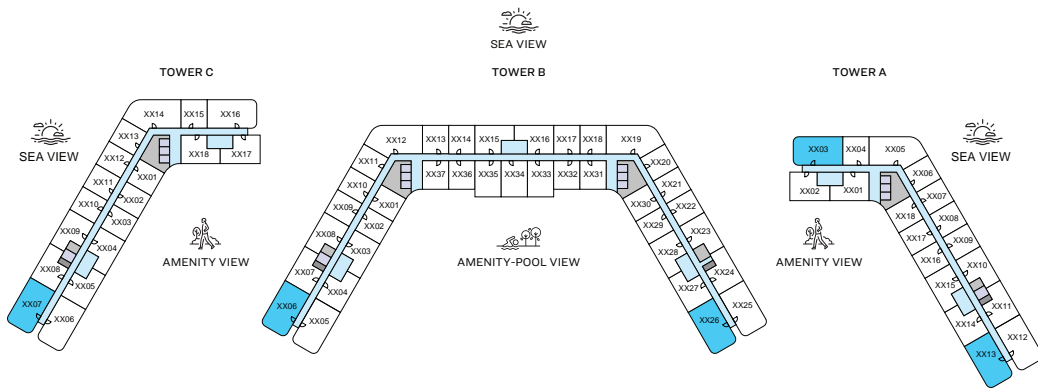 SEA VIEW
TOWER C
TOWER B
TOWER A
SEA VIEW
XX14
XX15
XX16
XX13
XX12
XX18
XX17
XX01
XX11
XX02
XX10
XX03
XX09
XX04
XX08
XX05
XX07
XX06
AMENITY VIEW
XX12
XX13
XX14
XX15
XX16
XX17
XX18
XX19
XX11
XX37
XX36
XX35
XX34
XX33
XX32
XX31
XX20
XX10
XX01
XX30
XX21
XX09
XX02
XX29
XX22
XX08
XX03
XX28
XX23
XX07
XX04
XX27
XX24
XX06
XX05
XX26
XX25
AMENITY-POOL VIEW
SEA VIEW
XX03
XX04
XX05
XX02
XX01
XX06
XX07
XX18
XX08
XX17
XX09
XX16
XX10
XX15
XX11
XX14
XX12
XX13
AMENITY VIEW